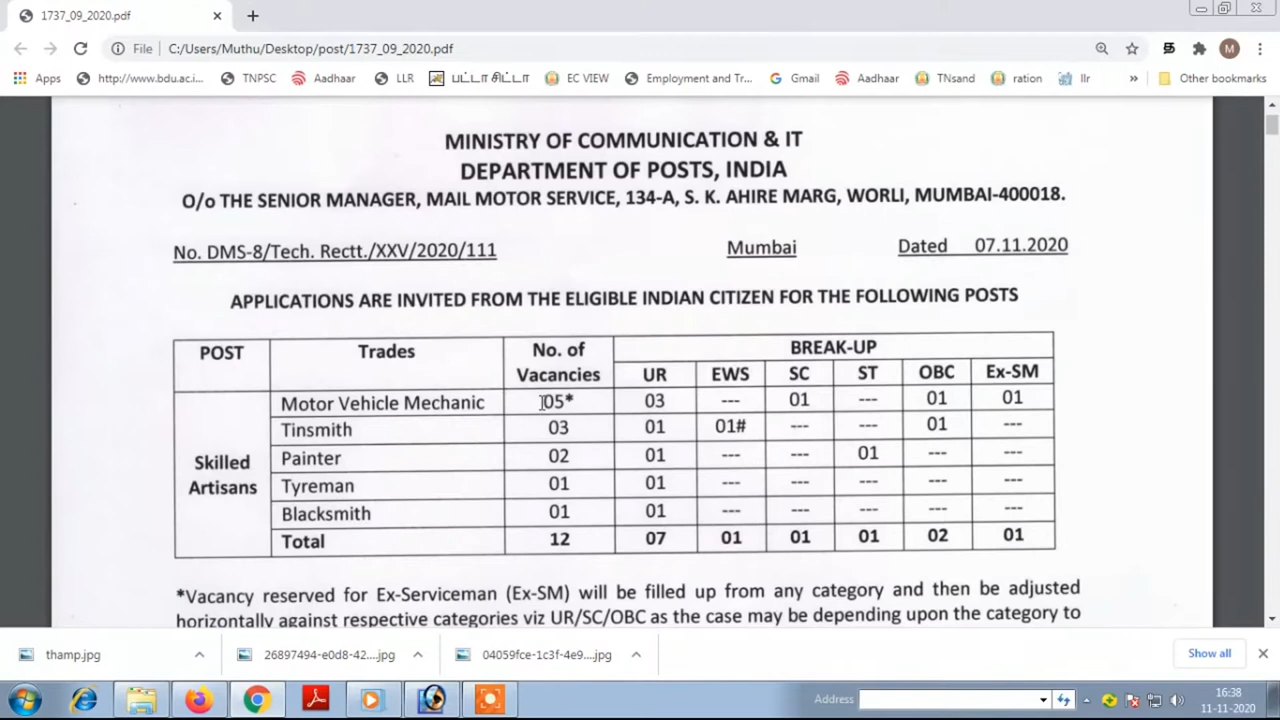 1737_09_2020.pdf
File C:/Users/Muthu/Desktop/post/1737_09_2020.pdf
M
Apps http://www.bdu.ac.i... TNPSC Aadhaar LLR பட்டா சிட்டா EC VIEW Employment and Tr... Gmail Aadhaar TNsand ration llr » Other bookmarks
MINISTRY OF COMMUNICATION & IT
DEPARTMENT OF POSTS, INDIA
O/o THE SENIOR MANAGER, MAIL MOTOR SERVICE, 134-A, S. K. AHIRE MARG, WORLI, MUMBAI-400018.
No. DMS-8/Tech. Rectt./XXV/2020/111 Mumbai Dated 07.11.2020
APPLICATIONS ARE INVITED FROM THE ELIGIBLE INDIAN CITIZEN FOR THE FOLLOWING POSTS
POST Trades No. of Vacancies BREAK-UP
UR EWS SC ST OBC Ex-SM
Skilled Artisans
Motor Vehicle Mechanic 05* 03 --- 01 --- 01 01
Tinsmith 03 01 01# --- --- 01 ---
Painter 02 01 --- --- 01 --- ---
Tyreman 01 01 --- --- --- --- ---
Blacksmith 01 01 --- --- --- --- ---
Total 12 07 01 01 01 02 01
*Vacancy reserved for Ex-Serviceman (Ex-SM) will be filled up from any category and then be adjusted
horizontally against respective categories viz UR/SC/OBC as the case may be depending upon the category to
thamp.jpg 26897494-e0d8-42....jpg 04059fce-1c3f-4e9....jpg Show all
Address 16:38
11-11-2020